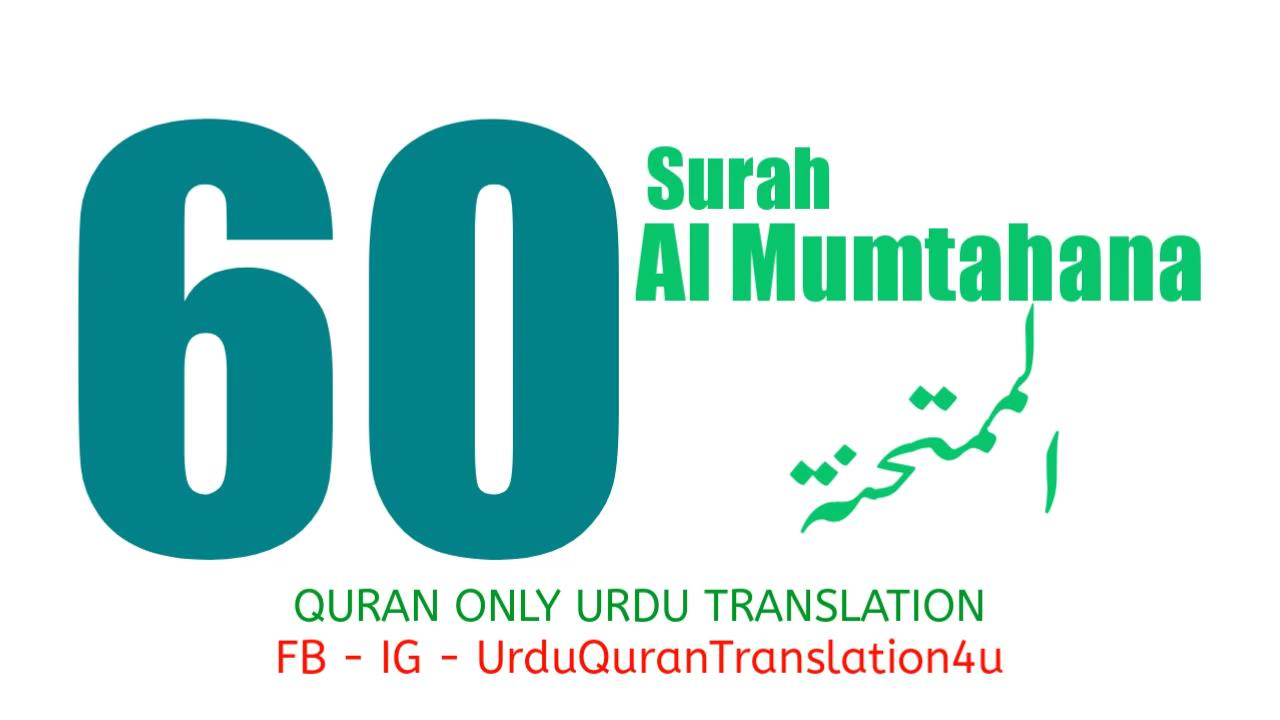 60
Surah
Al Mumtahana
الممتحنة
QURAN ONLY URDU TRANSLATION
FB - IG - UrduQuranTranslation4u